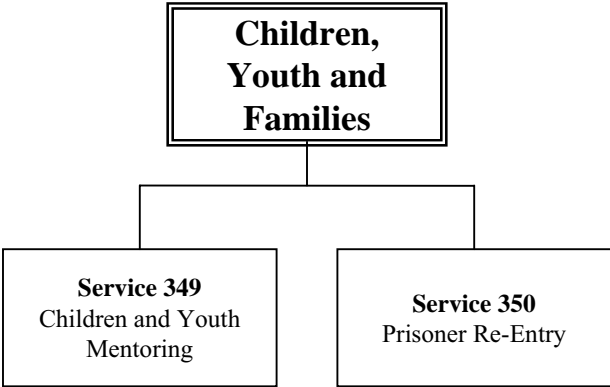 Children,
Youth and
Families
Service 349
Children and Youth
Mentoring
Service 350
Prisoner Re-Entry